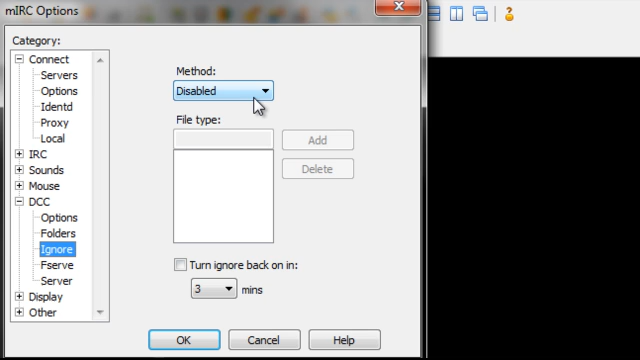 mIRC Options
Category:
Connect
Servers
Options
Identd
Proxy
Local
IRC
Sounds
Mouse
DCC
Options
Folders
Ignore
Fserve
Server
Display
Other
Method:
Disabled
File type:
Add
Delete
Turn ignore back on in:
3 mins
OK Cancel Help